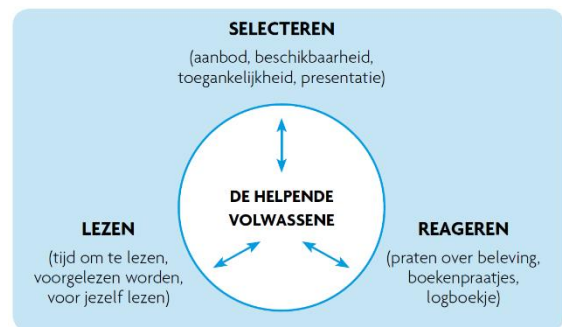 SELECTEREN
(aanbod, beschikbaarheid,
toegankelijkheid, presentatie)
DE HELPENDE
VOLWASSENE
LEZEN
(tijd om te lezen,
voorgelezen worden,
voor jezelf lezen)
REAGEREN
(praten over beleving,
boekenpraatjes,
logboekje)